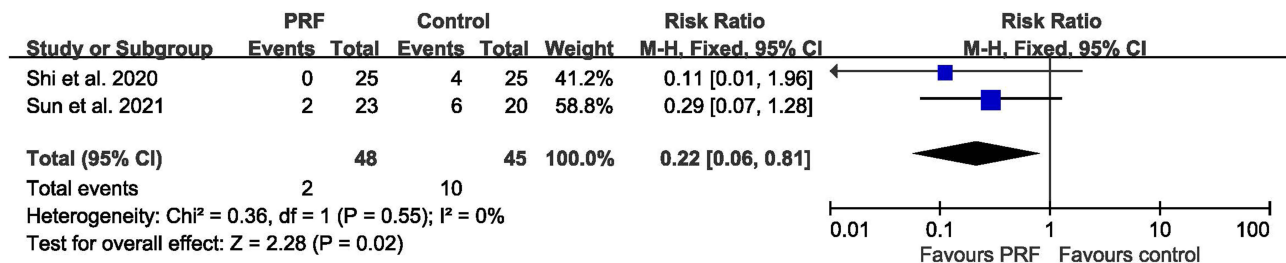 PRF Control Risk Ratio Risk Ratio
Study or Subgroup Events Total Events Total Weight M-H, Fixed, 95% CI M-H, Fixed, 95% CI
Shi et al. 2020 0 25 4 25 41.2% 0.11 [0.01, 1.96]
Sun et al. 2021 2 23 6 20 58.8% 0.29 [0.07, 1.28]
Total (95% CI) 48 45 100.0% 0.22 [0.06, 0.81]
Total events 2 10
Heterogeneity: Chi² = 0.36, df = 1 (P = 0.55); I² = 0%
Test for overall effect: Z = 2.28 (P = 0.02)
0.01 0.1 1 10 100
Favours PRF Favours control